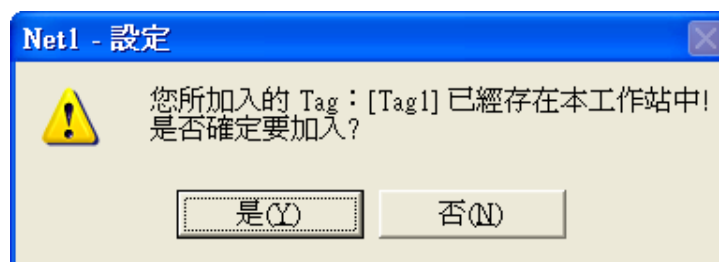 Net1 - 設定
您所加入的 Tag：[Tag1] 已經存在本工作站中!
是否確定要加入?
是(Y)
否(N)